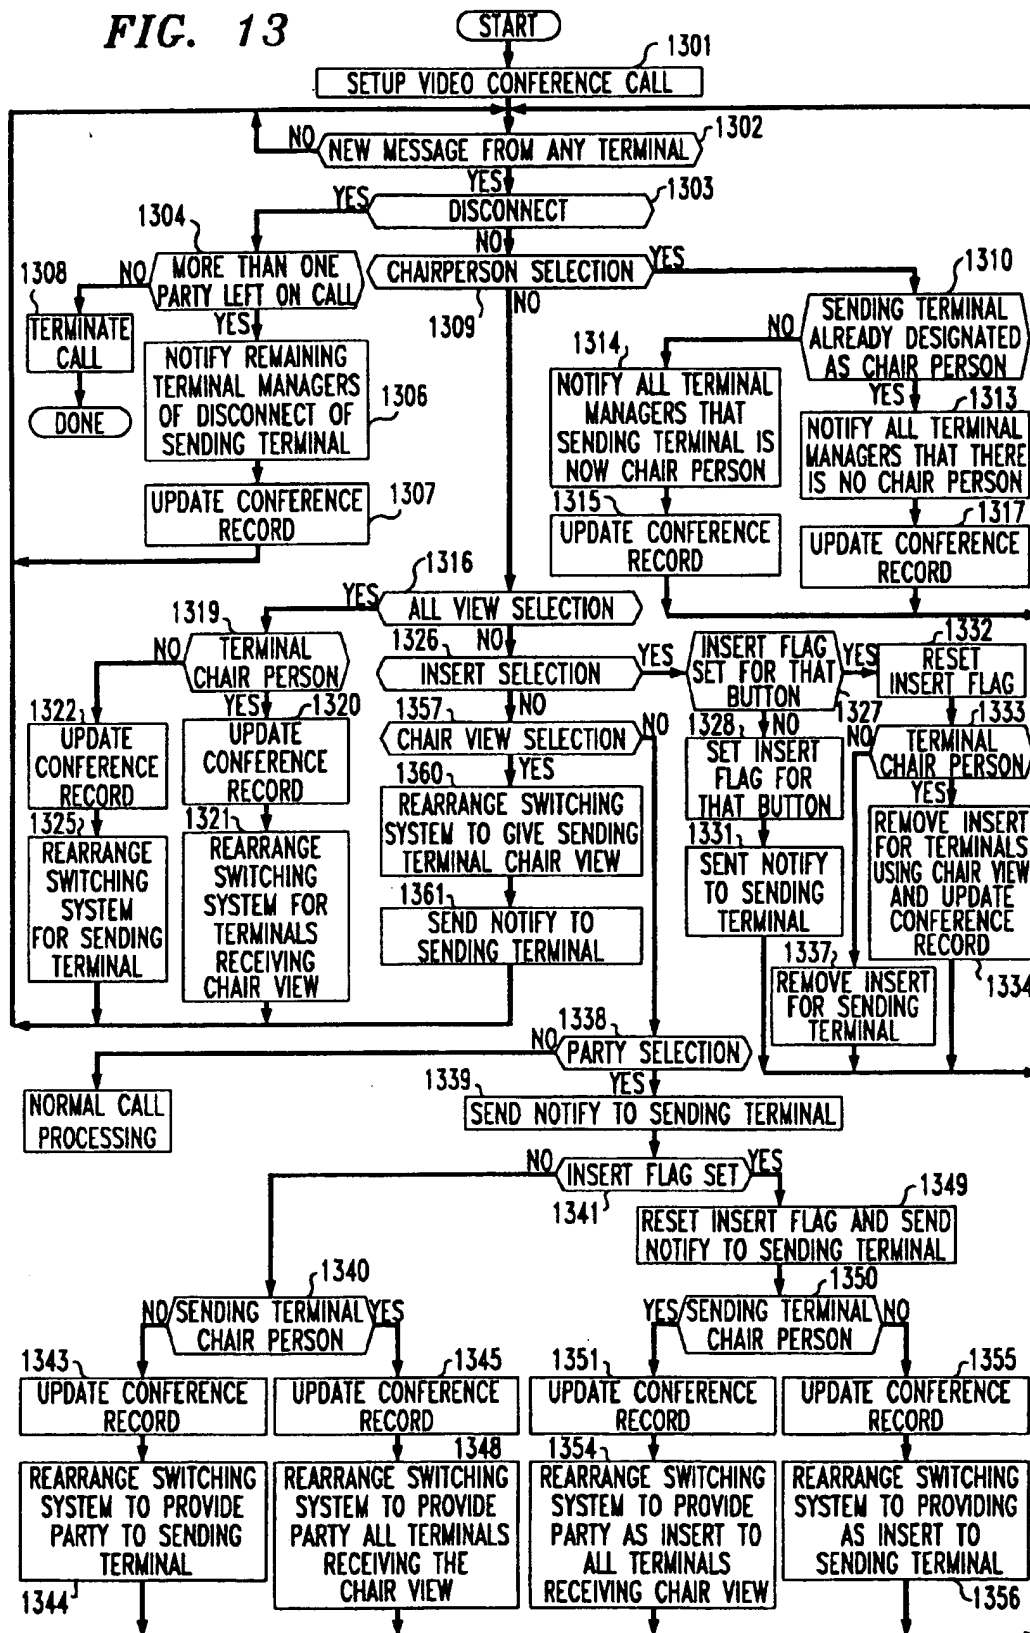 FIG. 13
START
1301
SETUP VIDEO CONFERENCE CALL
NO
NEW MESSAGE FROM ANY TERMINAL
1302
YES
1303
YES
DISCONNECT
NO
1304
MORE THAN ONE
PARTY LEFT ON CALL
NO
YES
1308
TERMINATE
CALL
DONE
NOTIFY REMAINING
TERMINAL MANAGERS
OF DISCONNECT OF
SENDING TERMINAL
1306
UPDATE CONFERENCE
RECORD
1307
CHAIRPERSON SELECTION
YES
1309
NO
1310
SENDING TERMINAL
ALREADY DESIGNATED
AS CHAIR PERSON
NO
YES
1314
NOTIFY ALL TERMINAL
MANAGERS THAT
SENDING TERMINAL IS
NOW CHAIR PERSON
1315
UPDATE CONFERENCE
RECORD
1313
NOTIFY ALL TERMINAL
MANAGERS THAT THERE
IS NO CHAIR PERSON
1317
UPDATE CONFERENCE
RECORD
1316
YES
ALL VIEW SELECTION
NO
1319
TERMINAL
CHAIR PERSON
NO
YES
1322
UPDATE
CONFERENCE
RECORD
1325
REARRANGE
SWITCHING
SYSTEM
FOR SENDING
TERMINAL
1320
UPDATE
CONFERENCE
RECORD
1321
REARRANGE
SWITCHING
SYSTEM FOR
TERMINALS
RECEIVING
CHAIR VIEW
1326
INSERT SELECTION
YES
NO
INSERT FLAG
SET FOR THAT
BUTTON
1327
YES
NO
1332
RESET
INSERT FLAG
1333
NO
TERMINAL
CHAIR PERSON
YES
1328
SET INSERT
FLAG FOR
THAT BUTTON
1331
SENT NOTIFY
TO SENDING
TERMINAL
REMOVE INSERT
FOR TERMINALS
USING CHAIR VIEW
AND UPDATE
CONFERENCE
RECORD
1334
1337
REMOVE INSERT
FOR SENDING
TERMINAL
1357
CHAIR VIEW SELECTION
NO
YES
1360
REARRANGE SWITCHING
SYSTEM TO GIVE SENDING
TERMINAL CHAIR VIEW
1361
SEND NOTIFY TO
SENDING TERMINAL
1338
NO
PARTY SELECTION
YES
NORMAL CALL
PROCESSING
1339
SEND NOTIFY TO SENDING TERMINAL
NO
INSERT FLAG SET
YES
1341
1349
RESET INSERT FLAG AND SEND
NOTIFY TO SENDING TERMINAL
1340
NO
SENDING TERMINAL
CHAIR PERSON
YES
1350
YES
SENDING TERMINAL
CHAIR PERSON
NO
1343
UPDATE CONFERENCE
RECORD
1345
UPDATE CONFERENCE
RECORD
1351
UPDATE CONFERENCE
RECORD
1355
UPDATE CONFERENCE
RECORD
REARRANGE SWITCHING
SYSTEM TO PROVIDE
PARTY TO SENDING
TERMINAL
1344
1348
REARRANGE SWITCHING
SYSTEM TO PROVIDE
PARTY ALL TERMINALS
RECEIVING THE
CHAIR VIEW
1354
REARRANGE SWITCHING
SYSTEM TO PROVIDE
PARTY AS INSERT TO
ALL TERMINALS
RECEIVING CHAIR VIEW
REARRANGE SWITCHING
SYSTEM TO PROVIDING
AS INSERT TO
SENDING TERMINAL
1356